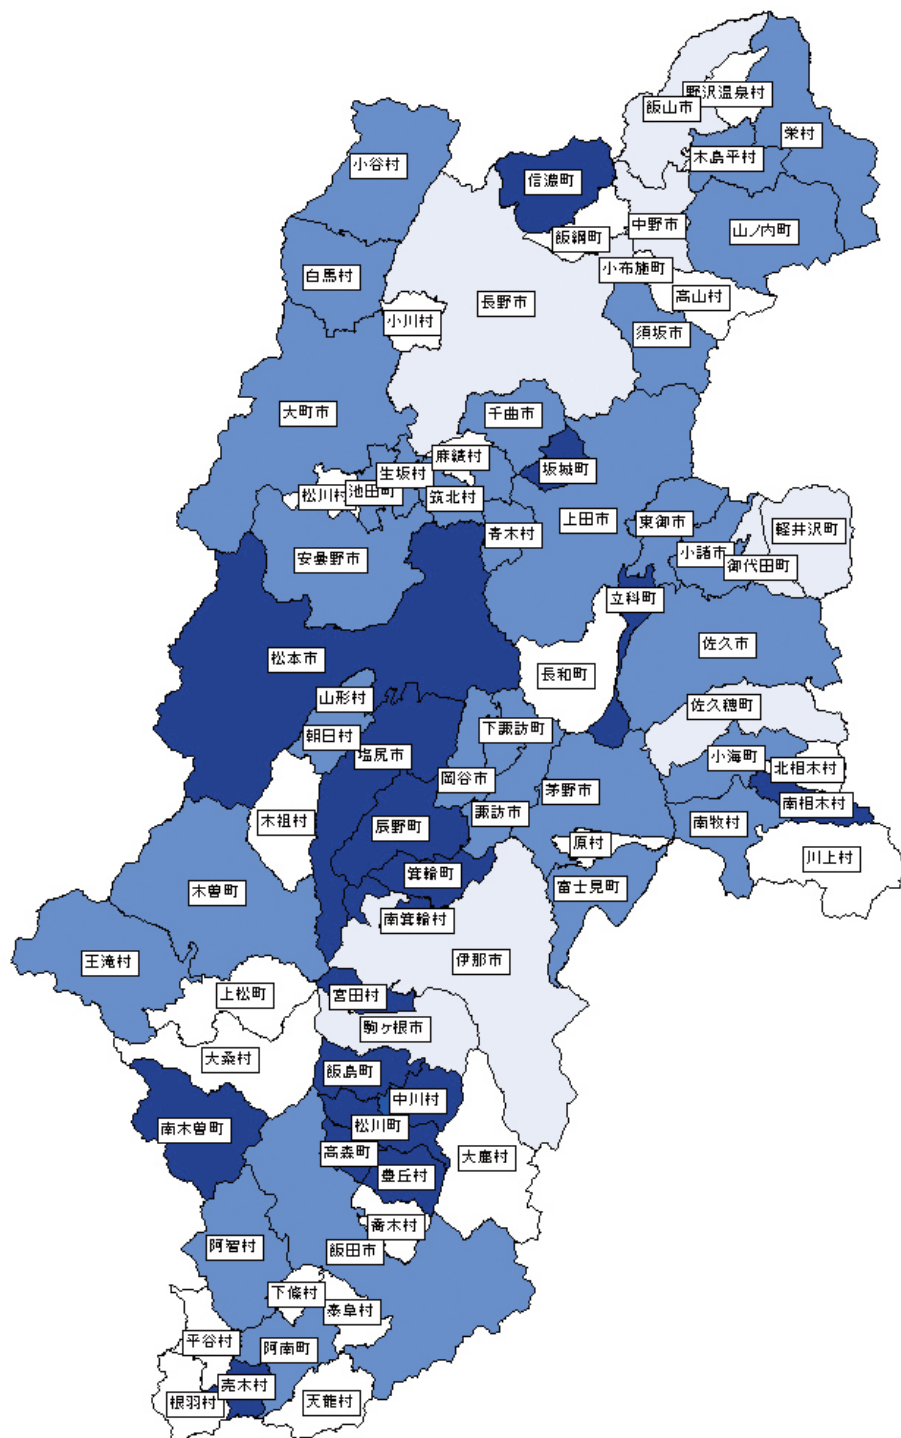 野沢温泉村
飯山市
栄村
木島平村
小谷村
信濃町
中野市
山ノ内町
飯綱町
白馬村
小布施町
高山村
長野市
小川村
須坂市
大町市
千曲市
麻績村
坂城町
生坂村
池田町
松川村
筑北村
上田市
東御市
軽井沢町
青木村
小諸市
御代田町
安曇野市
立科町
佐久市
松本市
長和町
山形村
佐久穂町
下諏訪町
朝日村
塩尻市
小海町
北相木村
岡谷市
茅野市
南相木村
諏訪市
南牧村
木祖村
辰野町
原村
川上村
箕輪町
木曽町
富士見町
南箕輪村
王滝村
伊那市
上松町
宮田村
駒ヶ根市
大桑村
飯島町
中川村
南木曽町
松川町
高森町
大鹿村
豊丘村
喬木村
阿智村
飯田市
下條村
泰阜村
平谷村
阿南町
売木村
根羽村
天龍村